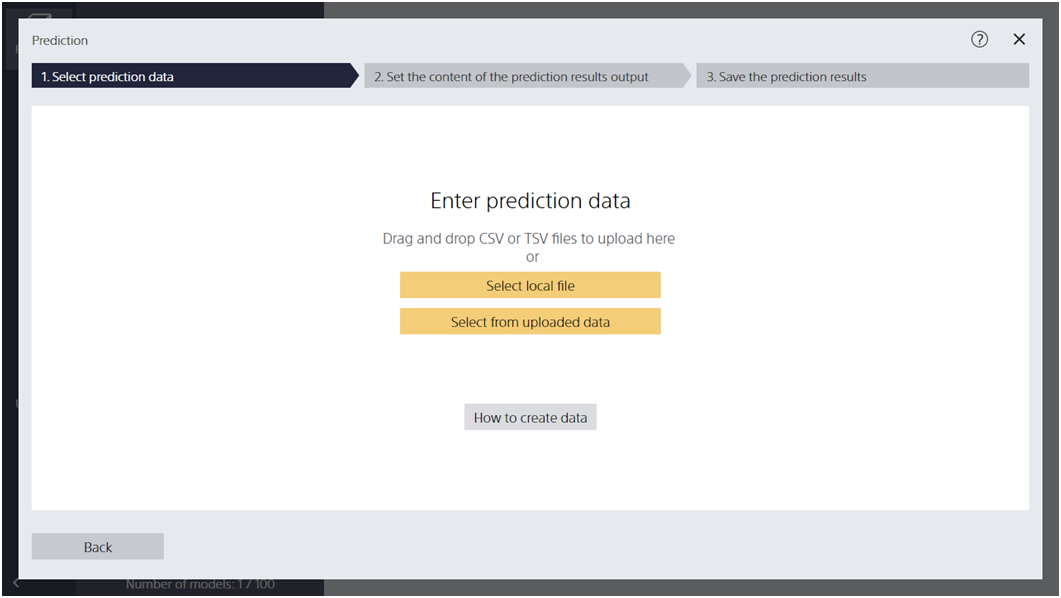 Prediction
?
1. Select prediction data
2. Set the content of the prediction results output
3. Save the prediction results
Enter prediction data
Drag and drop CSV or TSV files to upload here
or
Select local file
Select from uploaded data
How to create data
Back
Number of models: 1 / 100